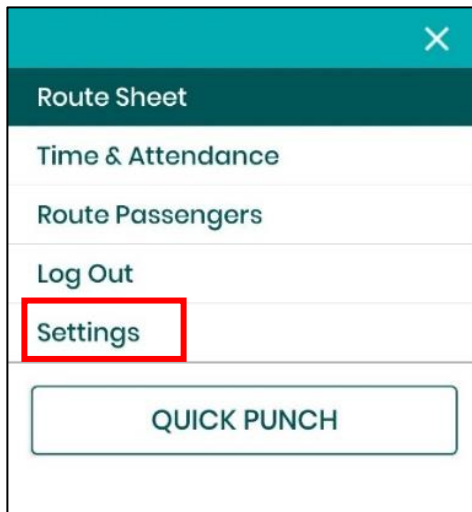 Route Sheet
Time & Attendance
Route Passengers
Log Out
Settings
QUICK PUNCH